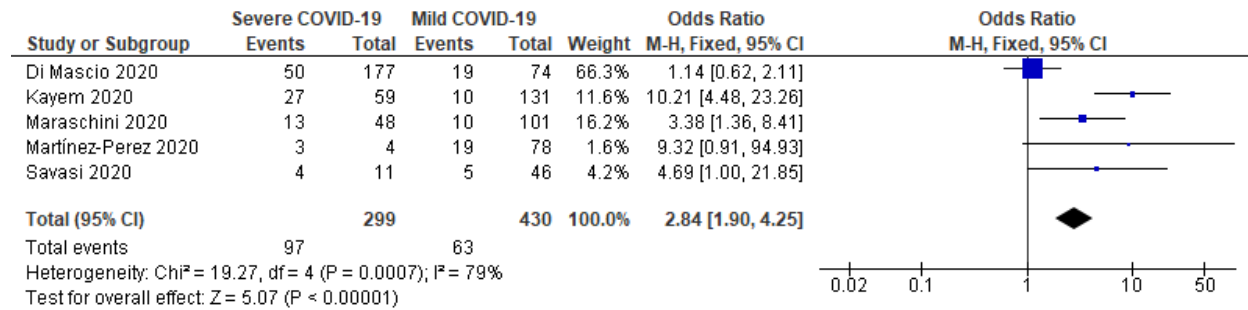 Severe COVID-19 Mild COVID-19 Odds Ratio Odds Ratio
Study or Subgroup Events Total Events Total Weight M-H, Fixed, 95% CI M-H, Fixed, 95% CI
Di Mascio 2020 50 177 19 74 66.3% 1.14 [0.62, 2.11]
Kayem 2020 27 59 10 131 11.6% 10.21 [4.48, 23.26]
Maraschini 2020 13 48 10 101 16.2% 3.38 [1.36, 8.41]
Martínez-Perez 2020 3 4 19 78 1.6% 9.32 [0.91, 94.93]
Savasi 2020 4 11 5 46 4.2% 4.69 [1.00, 21.85]
Total (95% CI) 299 430 100.0% 2.84 [1.90, 4.25]
Total events 97 63
Heterogeneity: Chi² = 19.27, df = 4 (P = 0.0007); I² = 79%
Test for overall effect: Z = 5.07 (P < 0.00001)
0.02 0.1 1 10 50